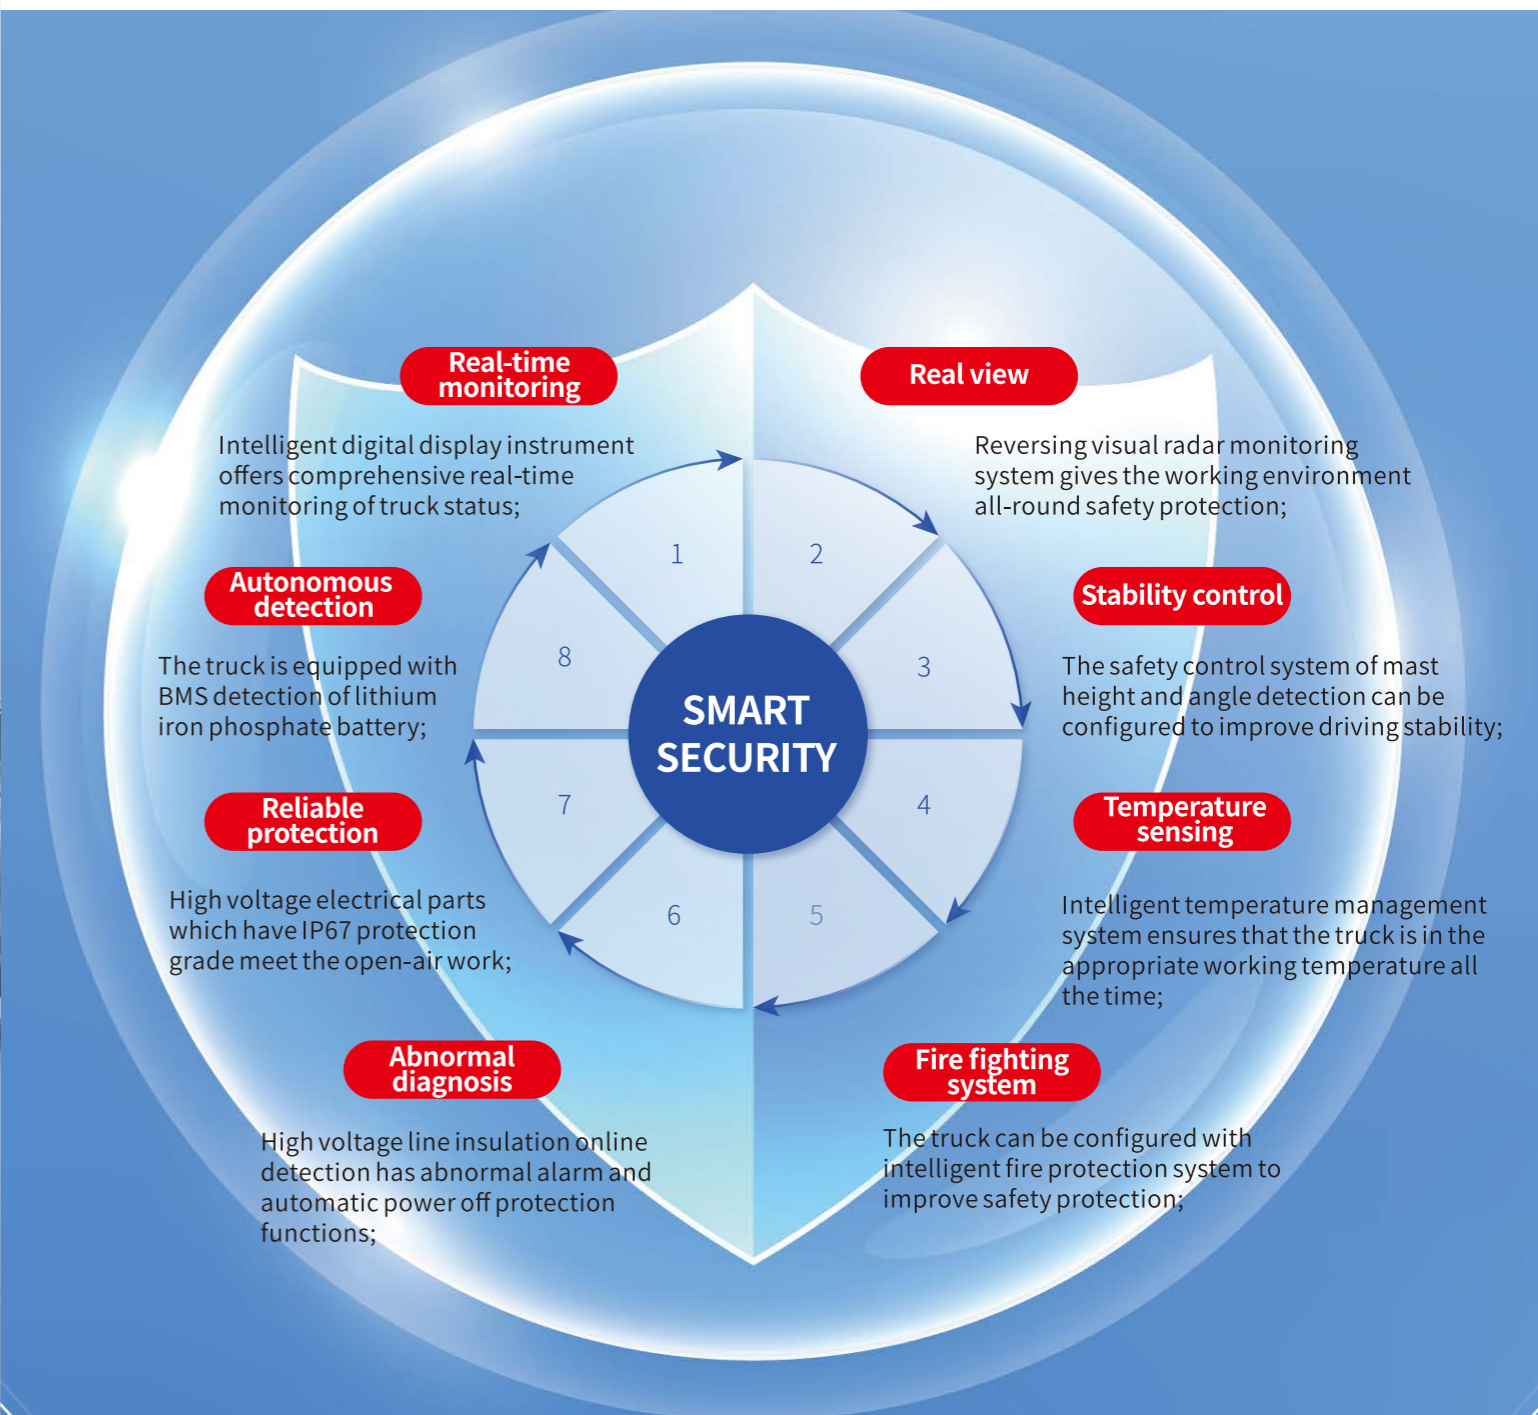 Real-time
monitoring
Intelligent digital display instrument
offers comprehensive real-time
monitoring of truck status;
Real view
Reversing visual radar monitoring
system gives the working environment
all-round safety protection;
Autonomous
detection
The truck is equipped with
BMS detection of lithium
iron phosphate battery;
Stability control
The safety control system of mast
height and angle detection can be
configured to improve driving stability;
1
2
3
4
5
6
7
8
SMART
SECURITY
Reliable
protection
High voltage electrical parts
which have IP67 protection
grade meet the open-air work;
Temperature
sensing
Intelligent temperature management
system ensures that the truck is in the
appropriate working temperature all
the time;
Abnormal
diagnosis
High voltage line insulation online
detection has abnormal alarm and
automatic power off protection
functions;
Fire fighting
system
The truck can be configured with
intelligent fire protection system to
improve safety protection;